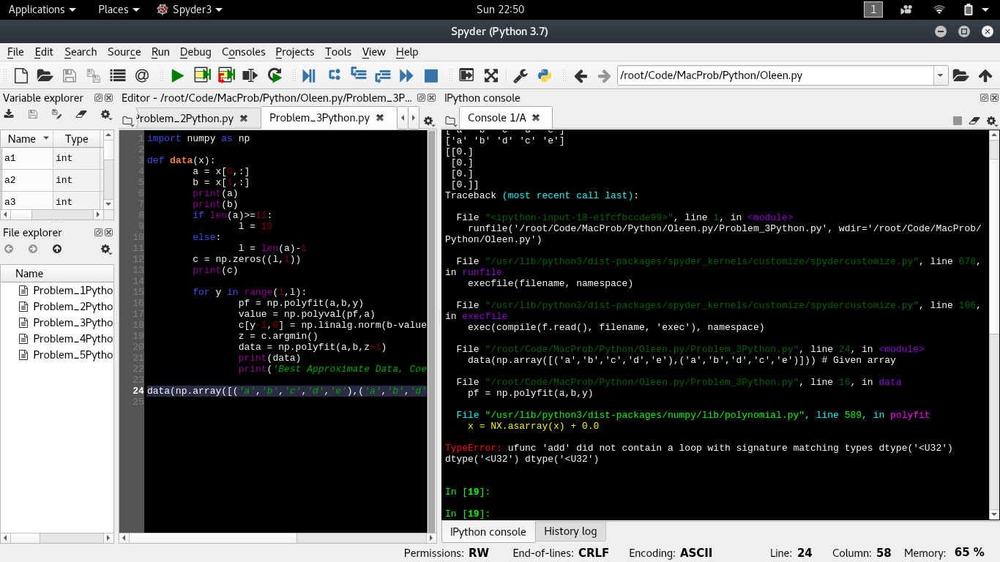 Applications Places Spyder3 Sun 22:50 1
Spyder (Python 3.7)
File Edit Search Source Run Debug Consoles Projects Tools View Help
@ /root/Code/MacProb/Python/Oleen.py
Variable explorer
Name Type
a1 int
a2 int
a3 int
File explorer
Name
Problem_1Pytho
Problem_2Pytho
Problem_3Pytho
Problem_4Pytho
Problem_5Pytho
Editor - /root/Code/MacProb/Python/Oleen.py/Problem_3P...
Problem_2Python.py Problem_3Python.py
1 import numpy as np
2
3 def data(x):
4 a = x[0,:]
5 b = x[1,:]
6 print(a)
7 print(b)
8 if len(a)>=11:
9 l = 10
10 else:
11 l = len(a)-1
12 c = np.zeros((l,1))
13 print(c)
14
15 for y in range(1,l):
16 pf = np.polyfit(a,b,y)
17 value = np.polyval(pf,a)
18 c[y-1,0] = np.linalg.norm(b-value
19 z = c.argmin()
20 data = np.polyfit(a,b,z+1)
21 print(data)
22 print('Best Approximate Data, Coe
23
24 data(np.array([('a','b','c','d','e'),('a','b','d'
25
IPython console
Console 1/A
['a' 'b' 'c' 'd' 'e']
['a' 'b' 'd' 'c' 'e']
[[0.]
[0.]
[0.]
[0.]]
Traceback (most recent call last):
File "<ipython-input-18-e1fcfbccde99>", line 1, in <module>
runfile('/root/Code/MacProb/Python/Oleen.py/Problem_3Python.py', wdir='/root/Code/MacProb/
Python/Oleen.py')
File "/usr/lib/python3/dist-packages/spyder_kernels/customize/spydercustomize.py", line 678,
in runfile
execfile(filename, namespace)
File "/usr/lib/python3/dist-packages/spyder_kernels/customize/spydercustomize.py", line 106,
in execfile
exec(compile(f.read(), filename, 'exec'), namespace)
File "/root/Code/MacProb/Python/Oleen.py/Problem_3Python.py", line 24, in <module>
data(np.array([('a','b','c','d','e'),('a','b','d','c','e')])) # Given array
File "/root/Code/MacProb/Python/Oleen.py/Problem_3Python.py", line 16, in data
pf = np.polyfit(a,b,y)
File "/usr/lib/python3/dist-packages/numpy/lib/polynomial.py", line 589, in polyfit
x = NX.asarray(x) + 0.0
TypeError: ufunc 'add' did not contain a loop with signature matching types dtype('<U32')
dtype('<U32') dtype('<U32')
In [19]:
In [19]:
IPython console History log
Permissions: RW End-of-lines: CRLF Encoding: ASCII Line: 24 Column: 58 Memory: 65 %